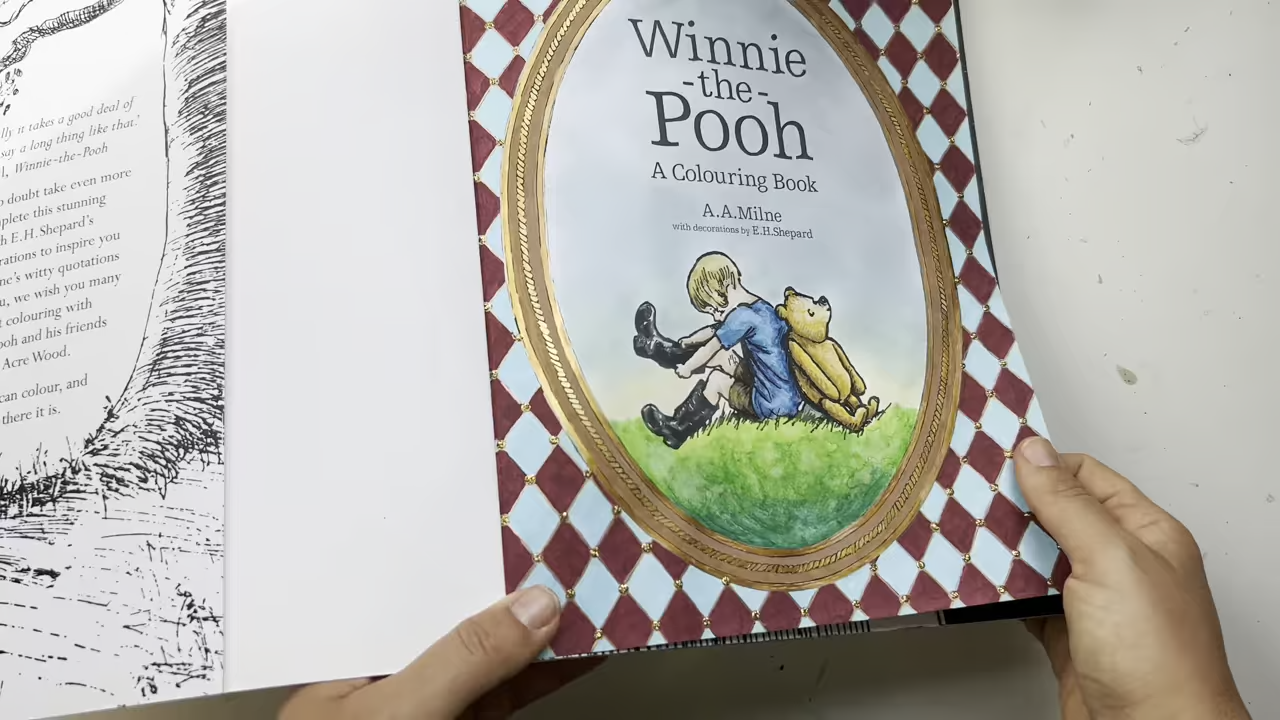 lly it takes a good deal of
say a long thing like that.'
l, Winnie-the-Pooh
doubt take even more
plete this stunning
h E.H.Shepard's
rations to inspire you
ne's witty quotations
u, we wish you many
t colouring with
ooh and his friends
Acre Wood.
can colour, and
there it is.
Winnie
-the-
Pooh
A Colouring Book
A.A.Milne
with decorations by E.H.Shepard